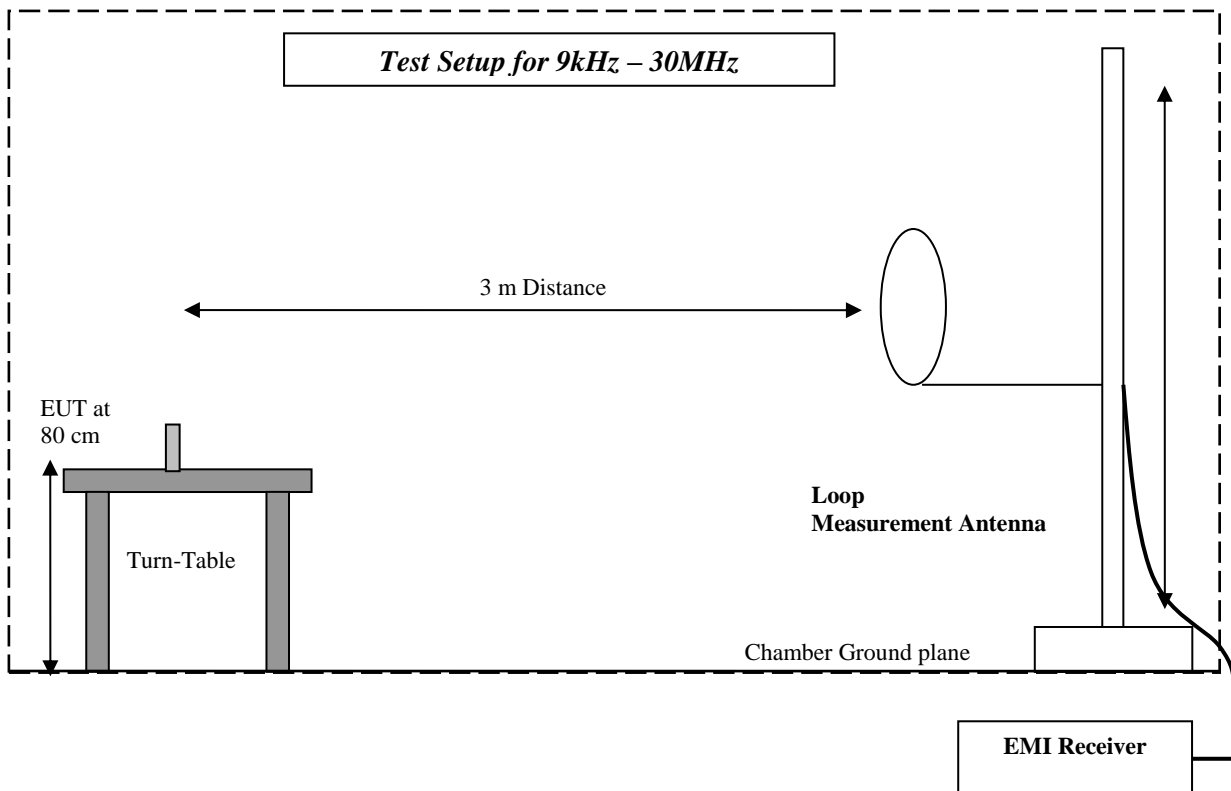 Test Setup for 9kHz – 30MHz
3 m Distance
EUT at
80 cm
Loop
Measurement Antenna
Turn-Table
Chamber Ground plane
EMI Receiver